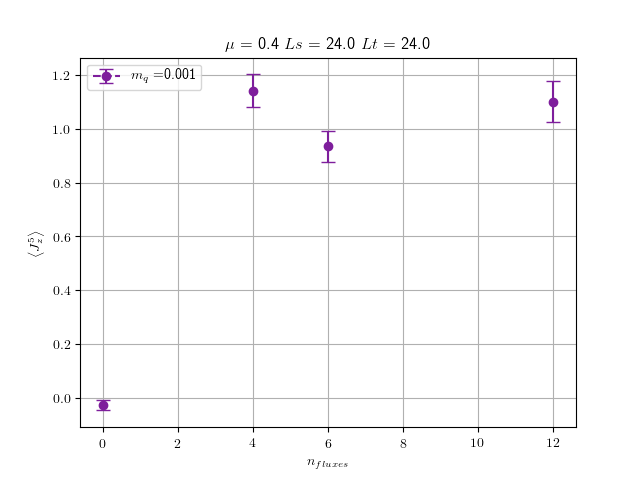 μ = 0.4 Ls = 24.0 Lt = 24.0
m_q =0.001
⟨J_z^5⟩
1.2
1.0
0.8
0.6
0.4
0.2
0.0
0 2 4 6 8 10 12
n_fluxes